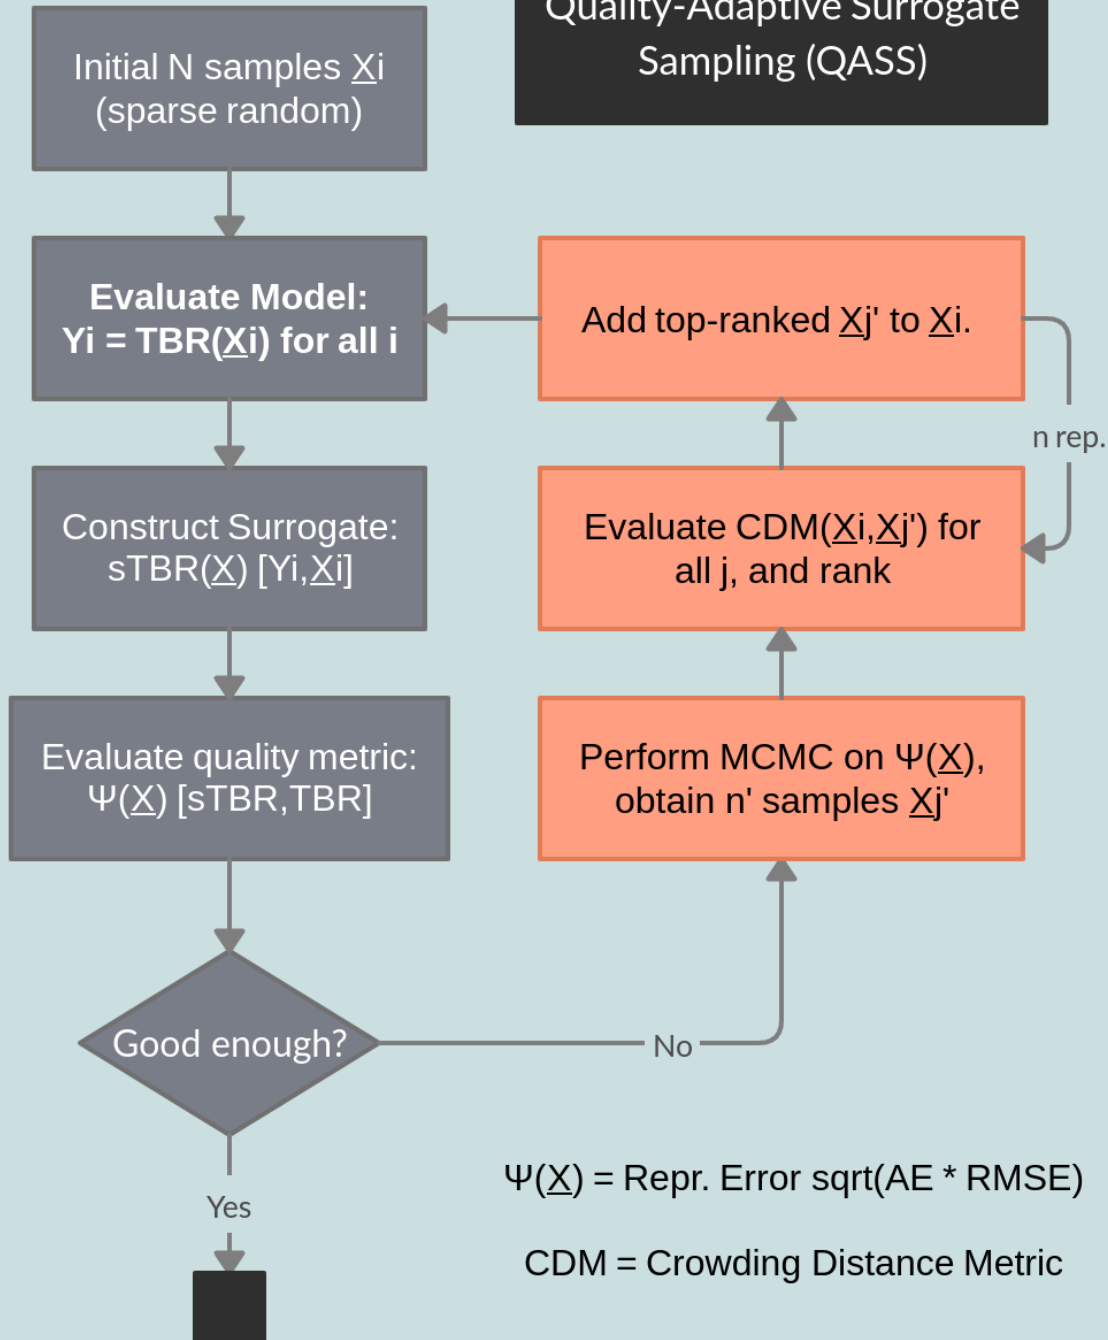 Quality-Adaptive Surrogate
Sampling (QASS)
Initial N samples Xi
(sparse random)
Evaluate Model:
Yi = TBR(Xi) for all i
Add top-ranked Xj' to Xi.
n rep.
Construct Surrogate:
sTBR(X) [Yi,Xi]
Evaluate CDM(Xi,Xj') for
all j, and rank
Evaluate quality metric:
Ψ(X) [sTBR,TBR]
Perform MCMC on Ψ(X),
obtain n' samples Xj'
Good enough?
No
Yes
Ψ(X) = Repr. Error sqrt(AE * RMSE)
CDM = Crowding Distance Metric